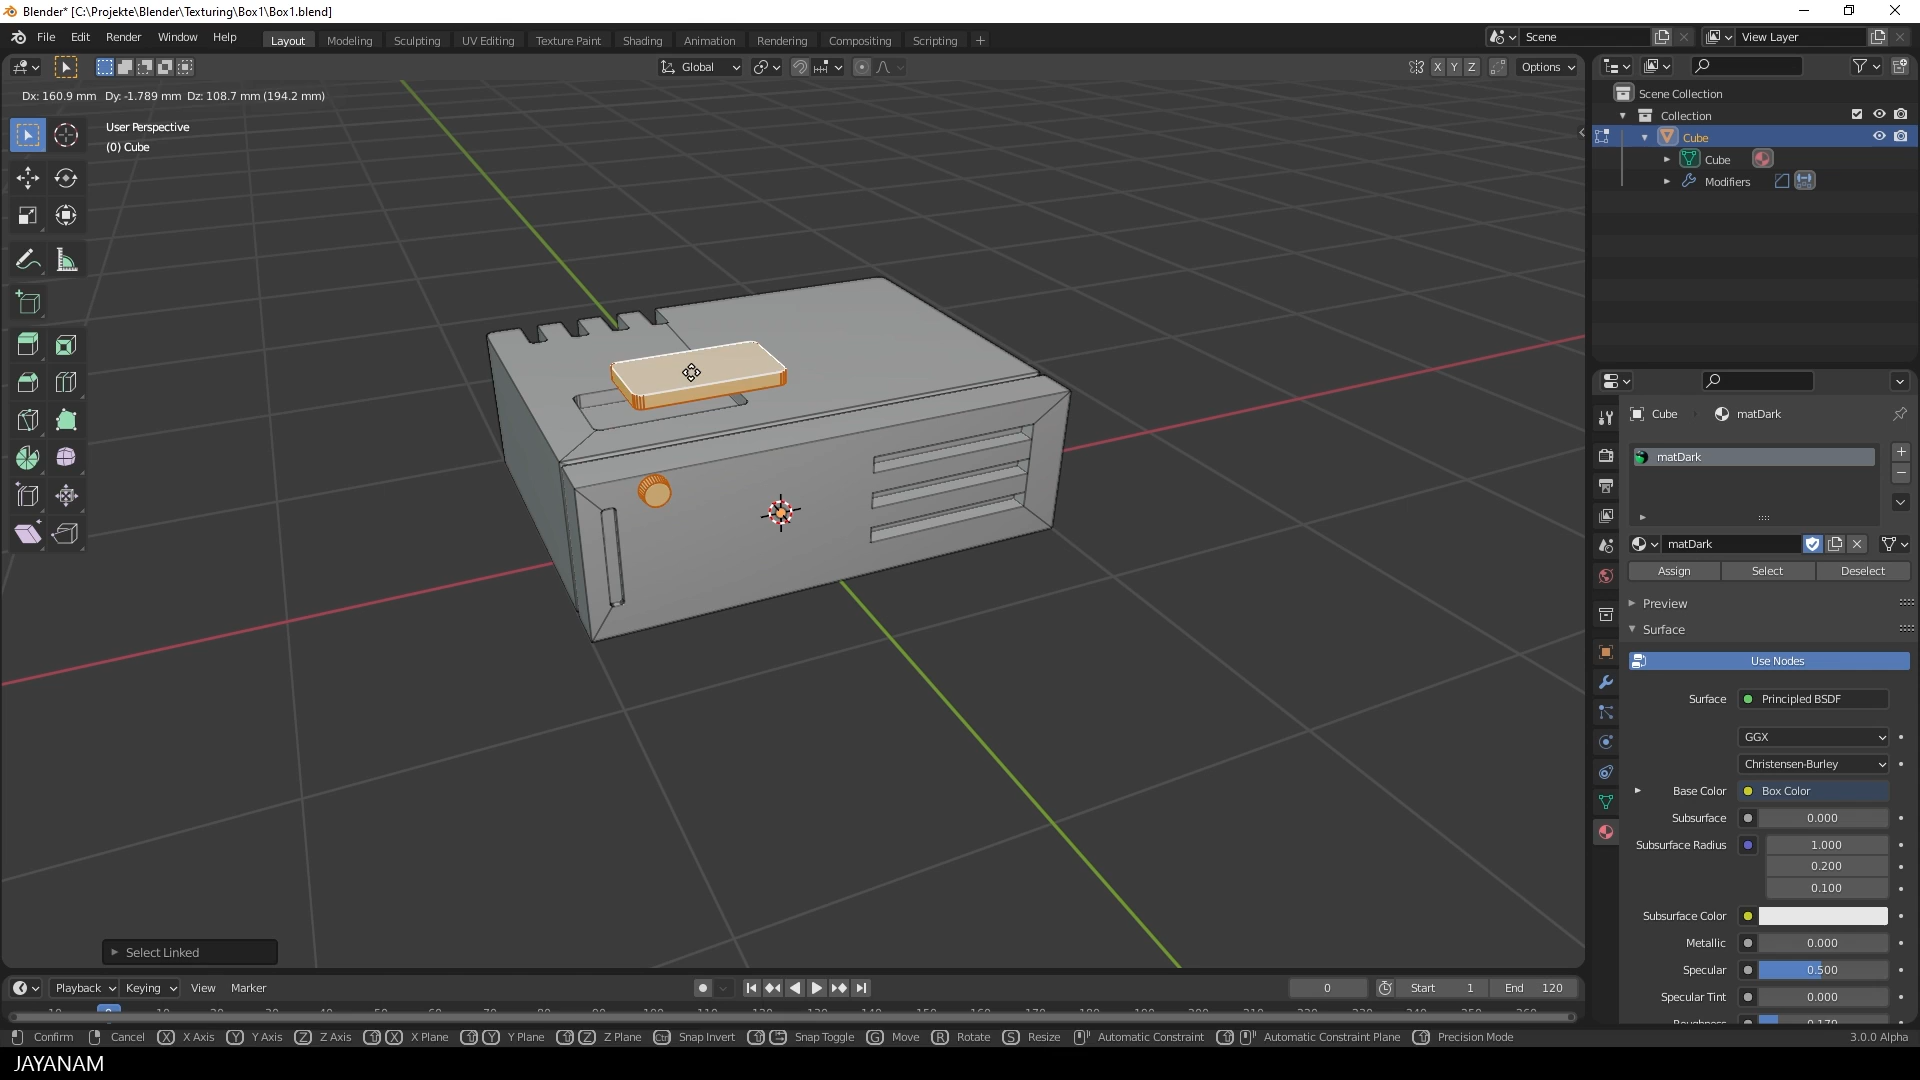 Blender* [C:\Projekte\Blender\Texturing\Box1\Box1.blend]
File Edit Render Window Help Layout Modeling Sculpting UV Editing Texture Paint Shading Animation Rendering Compositing Scripting + Scene View Layer
Global X Y Z Options
Dx: 160.9 mm Dy: -1.789 mm Dz: 108.7 mm (194.2 mm)
User Perspective
(0) Cube
Scene Collection
Collection
Cube
Cube
Modifiers
Cube matDark
matDark
matDark
Assign Select Deselect
Preview
Surface
Use Nodes
Surface Principled BSDF
GGX
Christensen-Burley
Base Color Box Color
Subsurface 0.000
Subsurface Radius 1.000
0.200
0.100
Subsurface Color
Metallic 0.000
Specular 0.500
Specular Tint 0.000
Roughness 0.179
Select Linked
Playback Keying View Marker 0 Start 1 End 120
Confirm Cancel X X Axis Y Y Axis Z Z Axis X X Plane Y Y Plane Z Z Plane Ctrl Snap Invert Snap Toggle G Move R Rotate S Resize Automatic Constraint Automatic Constraint Plane Precision Mode 3.0.0 Alpha
JAYANAM